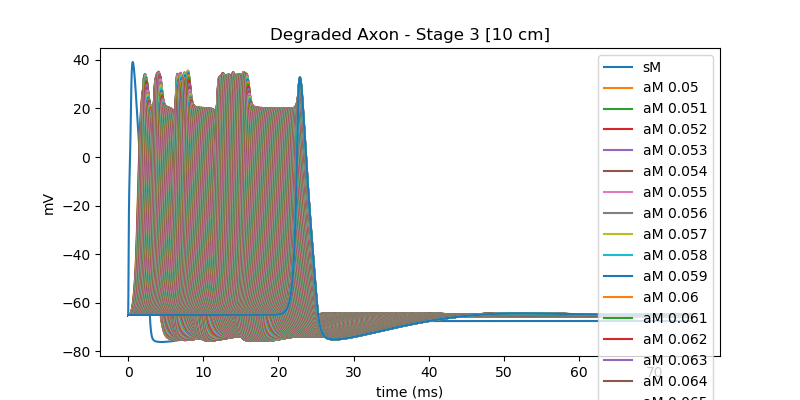 Degraded Axon - Stage 3 [10 cm]
mV
40
20
0
−20
−40
−60
−80
0
10
20
30
40
50
60
70
time (ms)
sM
aM 0.05
aM 0.051
aM 0.052
aM 0.053
aM 0.054
aM 0.055
aM 0.056
aM 0.057
aM 0.058
aM 0.059
aM 0.06
aM 0.061
aM 0.062
aM 0.063
aM 0.064
aM 0.065